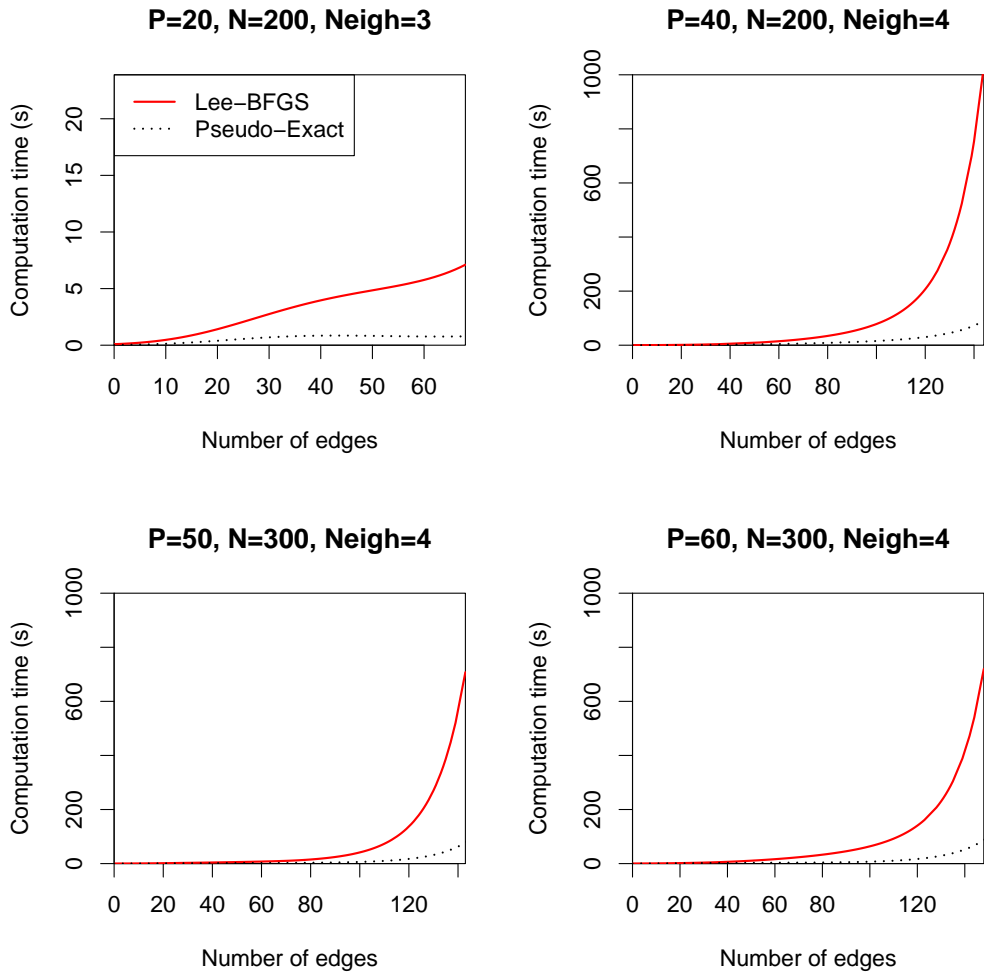 P=20, N=200, Neigh=3
Computation time (s)
0
5
10
15
20
Lee−BFGS
Pseudo−Exact
0 10 20 30 40 50 60
Number of edges
P=40, N=200, Neigh=4
Computation time (s)
0
200
600
1000
0 20 40 60 80 120
Number of edges
P=50, N=300, Neigh=4
Computation time (s)
0
200
600
1000
0 20 40 60 80 120
Number of edges
P=60, N=300, Neigh=4
Computation time (s)
0
200
600
1000
0 20 40 60 80 120
Number of edges